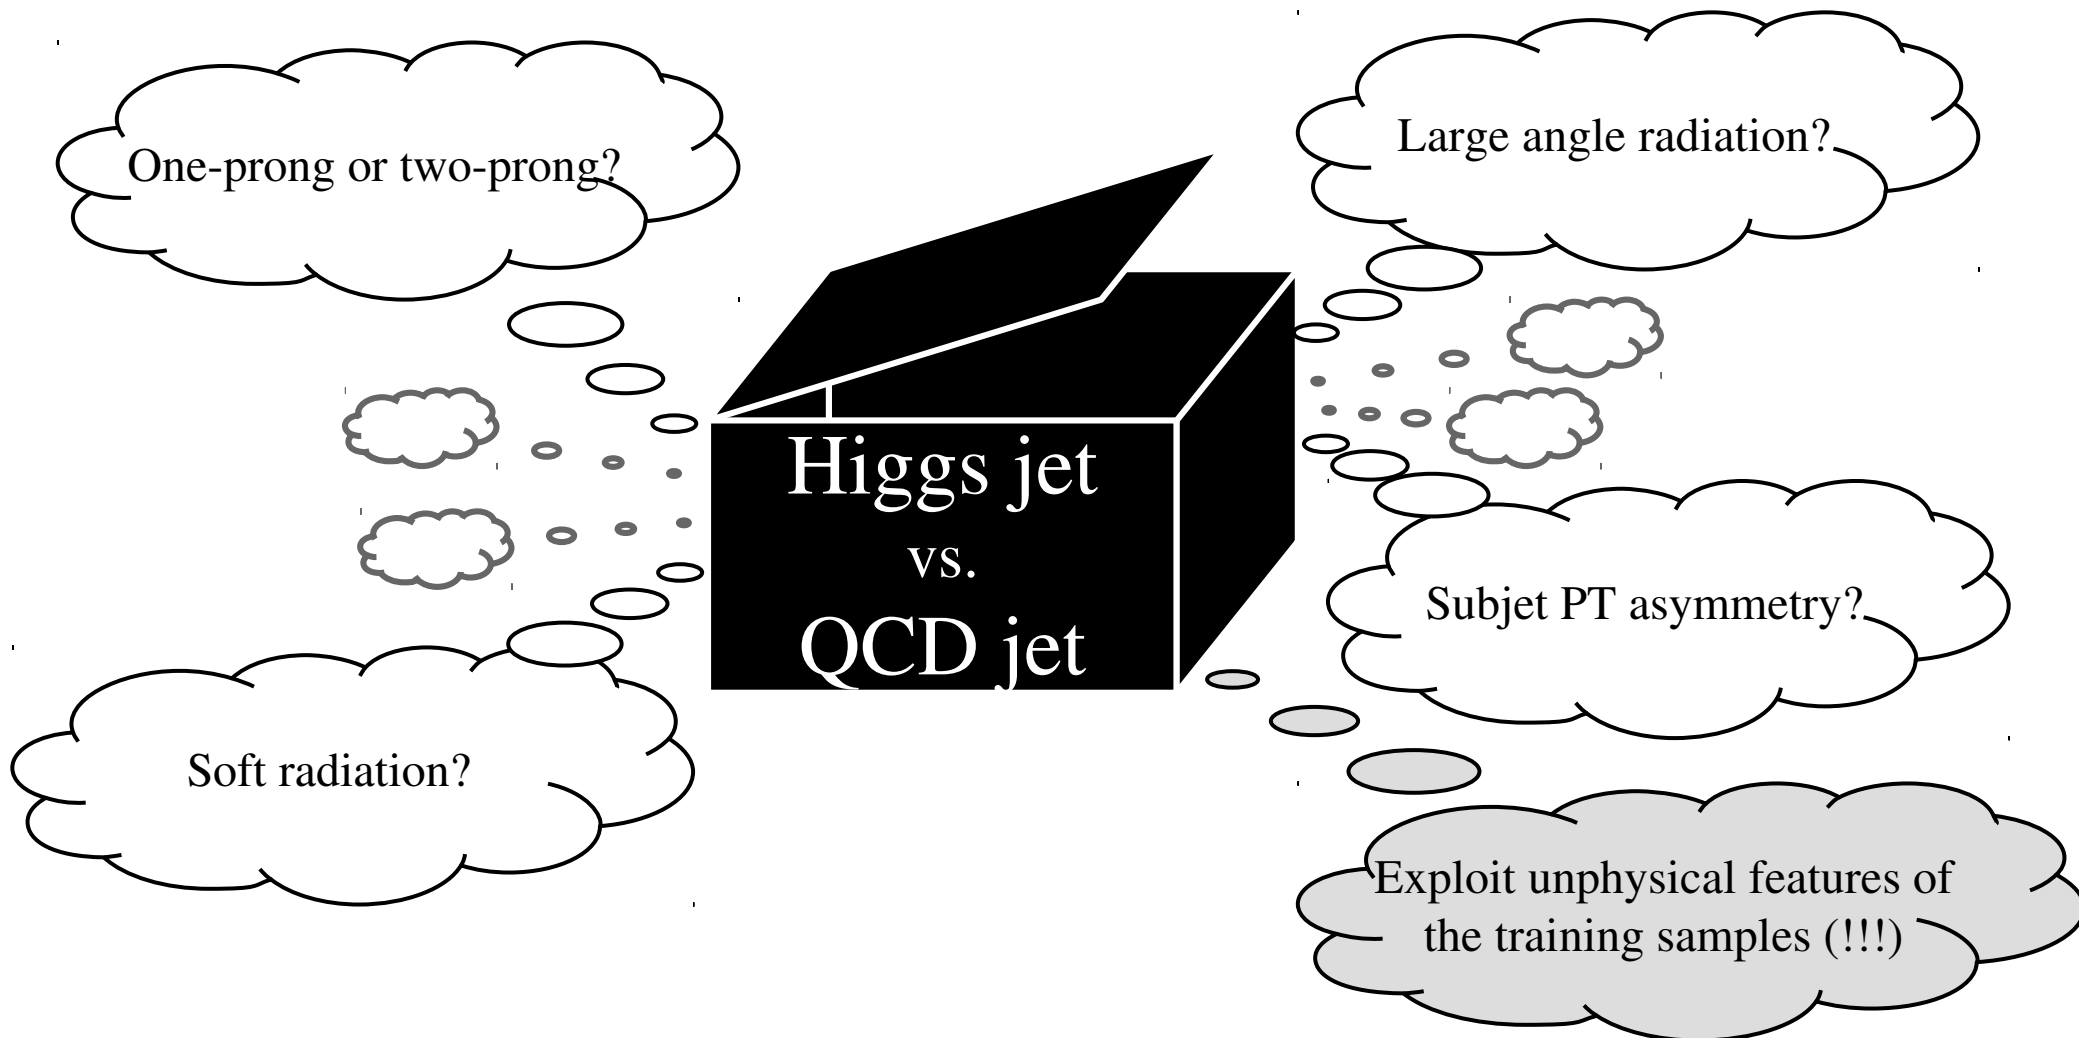 One-prong or two-prong?
Large angle radiation?
Higgs jet
vs.
QCD jet
Subjet PT asymmetry?
Soft radiation?
Exploit unphysical features of
the training samples (!!!)